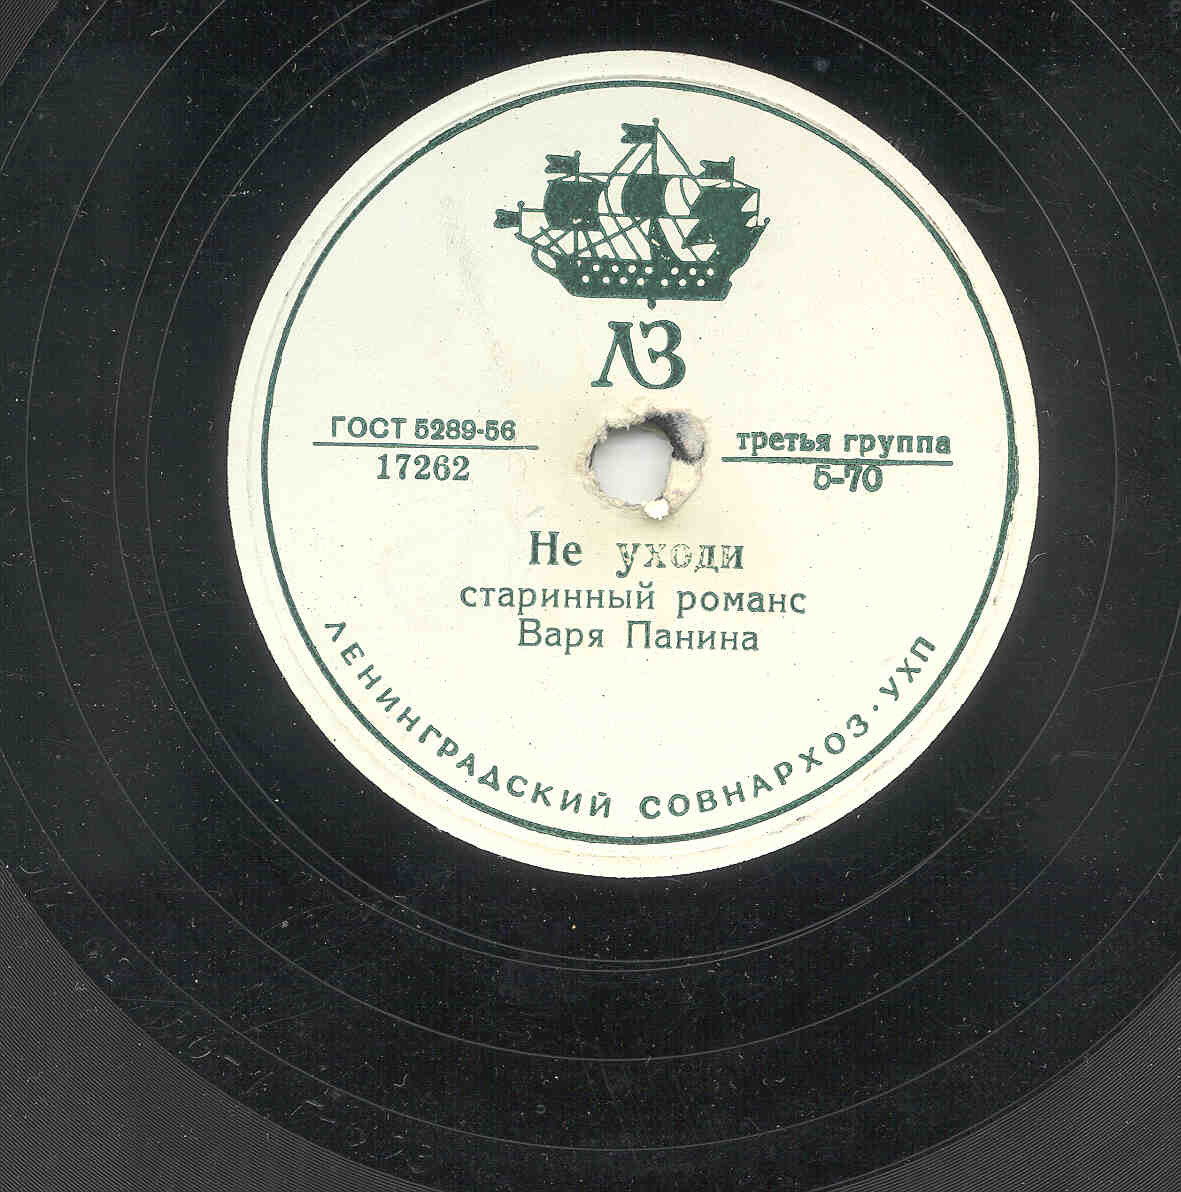 ЛЗ
ГОСТ 5289-56
17262
третья группа
5-70
Не уходи
старинный романс
Варя Панина
ЛЕНИНГРАДСКИЙ СОВНАРХОЗ · УХП